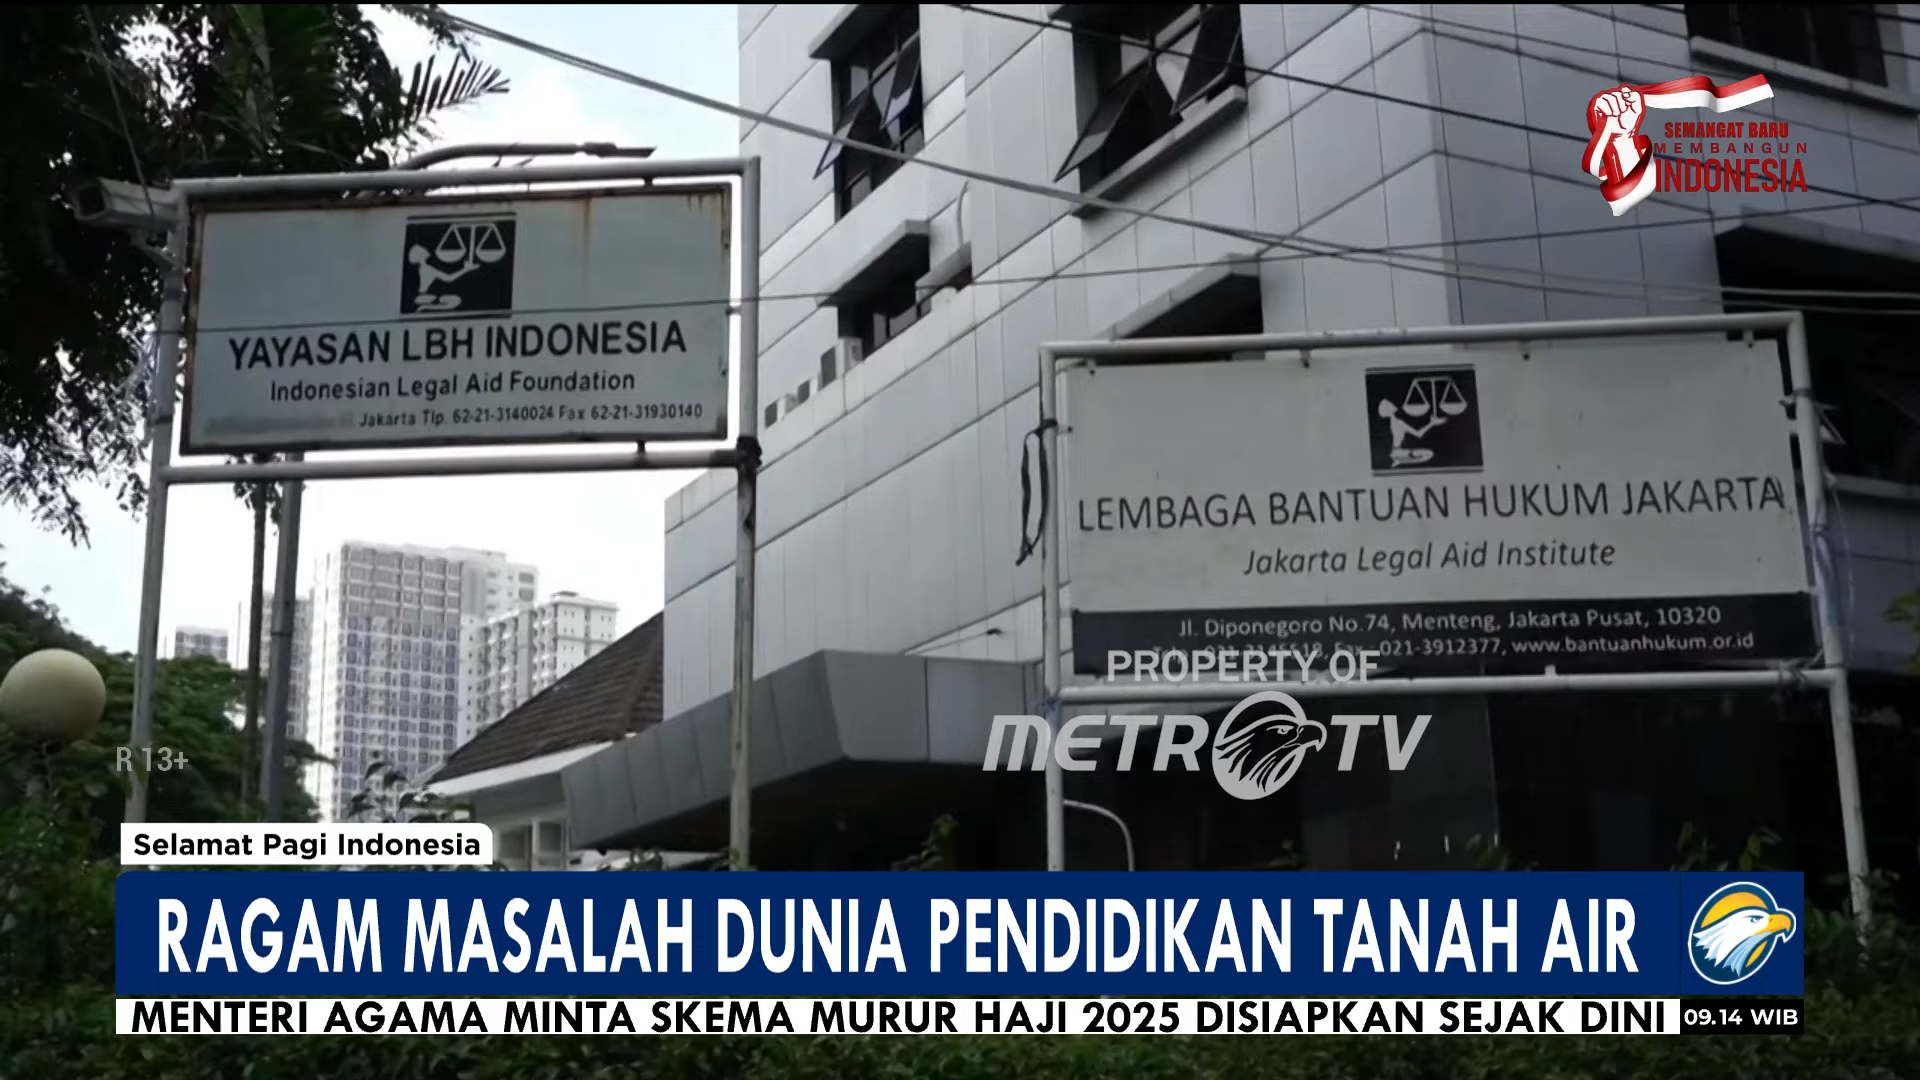 SEMANGAT BARU
MEMBANGUN
INDONESIA
YAYASAN LBH INDONESIA
Indonesian Legal Aid Foundation
Jakarta Tlp. 62-21-3140024 Fax 62-21-31930140
LEMBAGA BANTUAN HUKUM JAKARTA
Jakarta Legal Aid Institute
Jl. Diponegoro No.74, Menteng, Jakarta Pusat, 10320
021-3912377, www.bantuanhukum.or.id
PROPERTY OF
METRO TV
R 13+
Selamat Pagi Indonesia
RAGAM MASALAH DUNIA PENDIDIKAN TANAH AIR
MENTERI AGAMA MINTA SKEMA MURUR HAJI 2025 DISIAPKAN SEJAK DINI
09.14 WIB